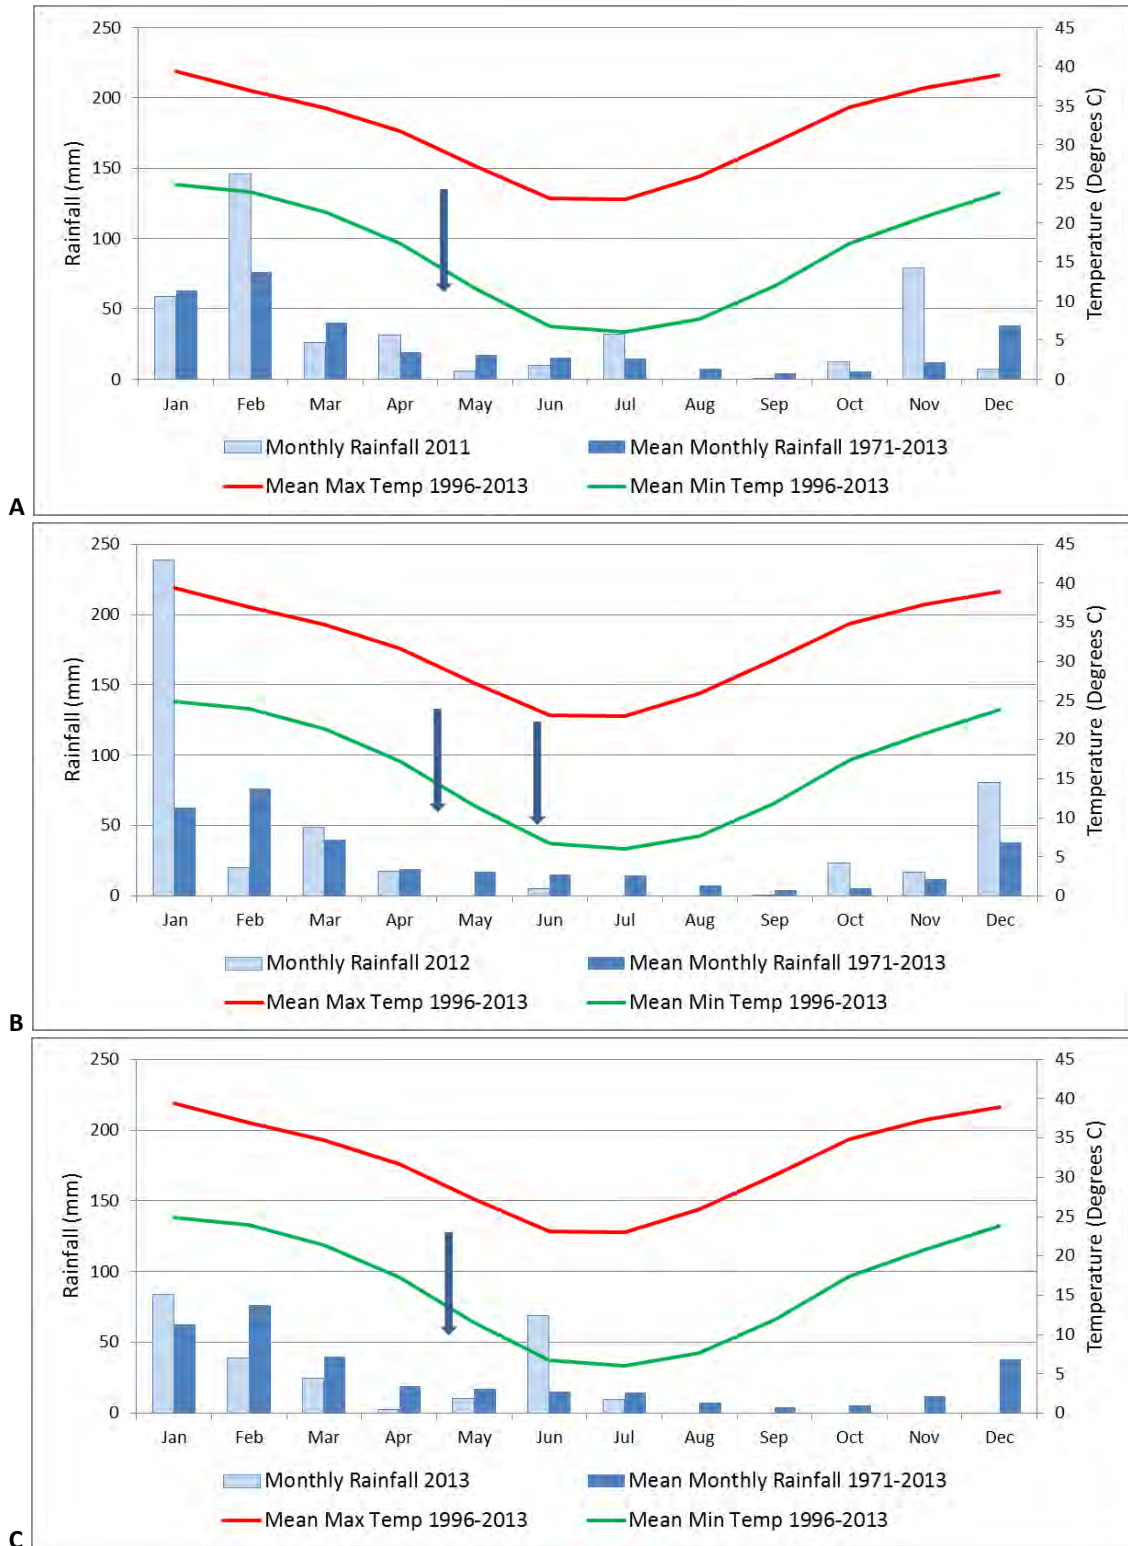 250 45
40
200 35
30
150 25
20
100 15
50 10
5
0 0
Rainfall (mm)
Temperature (Degrees C)
Jan Feb Mar Apr May Jun Jul Aug Sep Oct Nov Dec
Monthly Rainfall 2011 Mean Monthly Rainfall 1971-2013
Mean Max Temp 1996-2013 Mean Min Temp 1996-2013
A
250 45
40
200 35
30
150 25
20
100 15
50 10
5
0 0
Rainfall (mm)
Temperature (Degrees C)
Jan Feb Mar Apr May Jun Jul Aug Sep Oct Nov Dec
Monthly Rainfall 2012 Mean Monthly Rainfall 1971-2013
Mean Max Temp 1996-2013 Mean Min Temp 1996-2013
B
250 45
40
200 35
30
150 25
20
100 15
50 10
5
0 0
Rainfall (mm)
Temperature (Degrees C)
Jan Feb Mar Apr May Jun Jul Aug Sep Oct Nov Dec
Monthly Rainfall 2013 Mean Monthly Rainfall 1971-2013
Mean Max Temp 1996-2013 Mean Min Temp 1996-2013
C